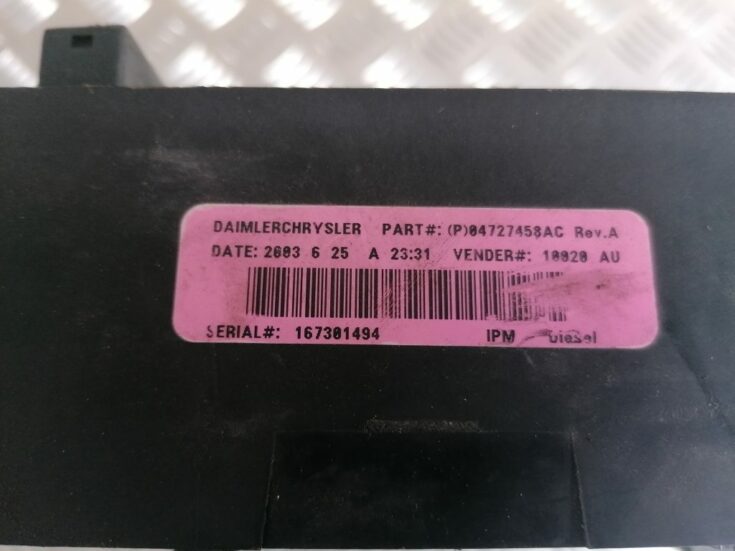 DAIMLERCHRYSLER PART#: (P)04727458AC Rev.A
DATE: 2003 6 25 A 23:31 VENDER#: 10020 AU
SERIAL#: 167301494 IPM Diesel